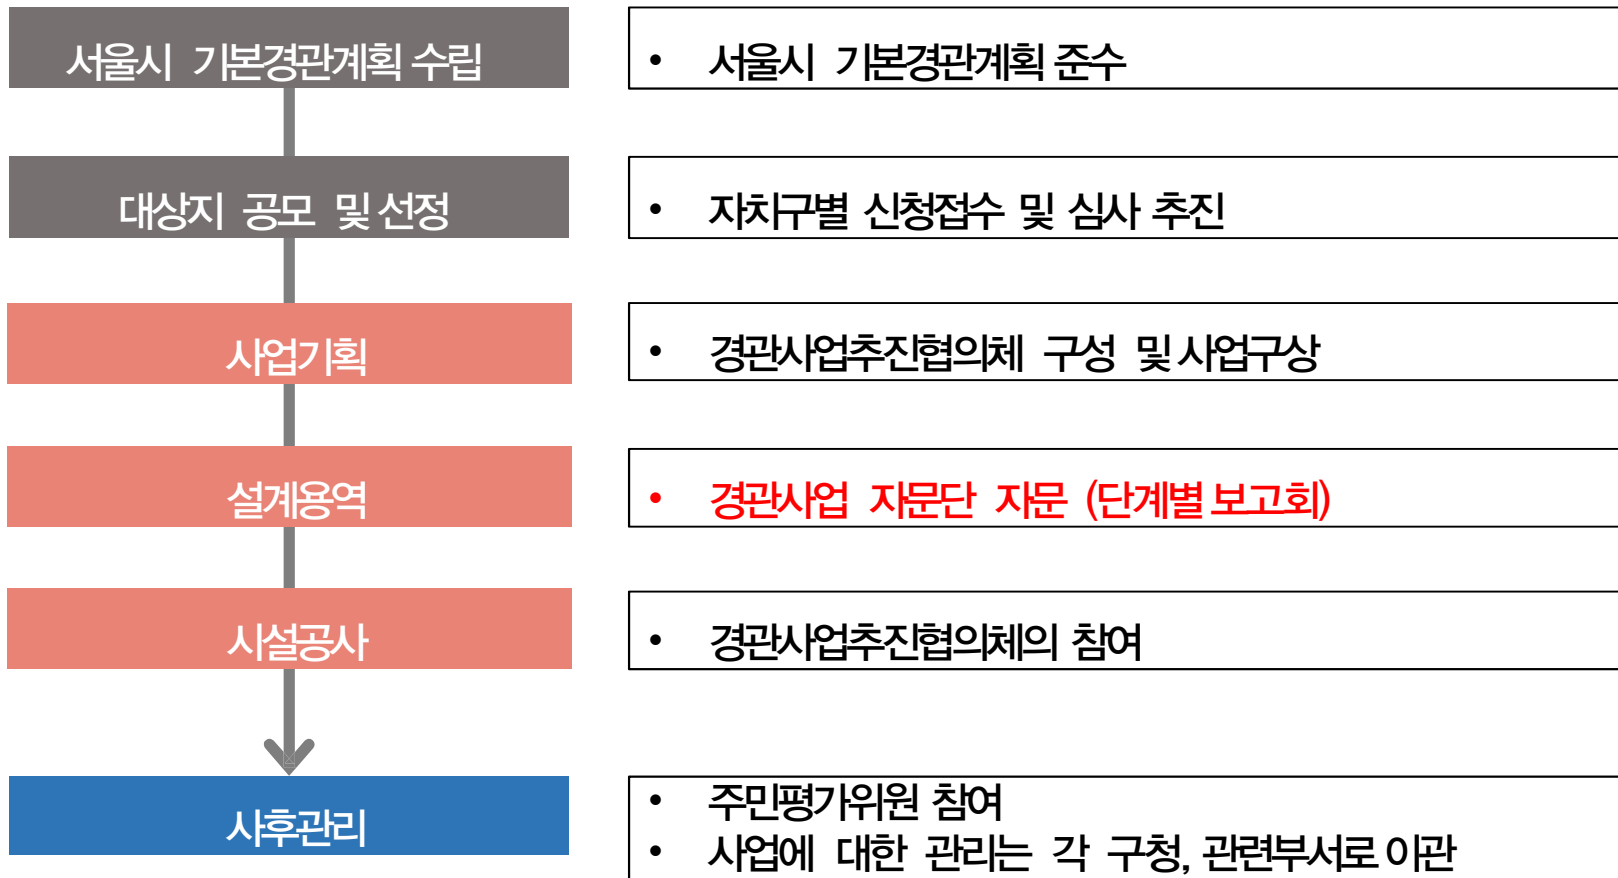 서울시 기본경관계획 수립
• 서울시 기본경관계획 준수
대상지 공모 및 선정
• 자치구별 신청접수 및 심사 추진
사업기획
• 경관사업추진협의체 구성 및 사업구상
설계용역
• 경관사업 자문단 자문 (단계별 보고회)
시설공사
• 경관사업추진협의체의 참여
사후관리
• 주민평가위원 참여
• 사업에 대한 관리는 각 구청, 관련부서로 이관